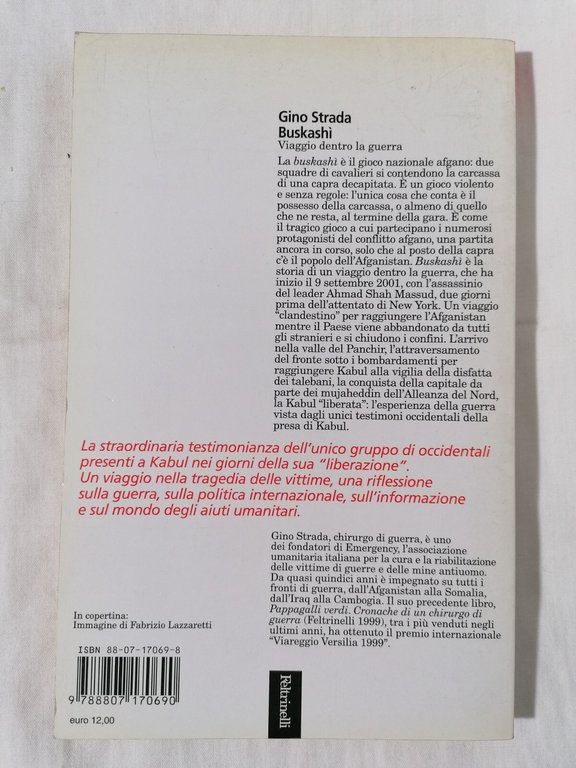 Gino Strada
Buskashì
Viaggio dentro la guerra
La buskashì è il gioco nazionale afgano: due
squadre di cavalieri si contendono la carcassa
di una capra decapitata. È un gioco violento
e senza regole: l'unica cosa che conta è il
possesso della carcassa, o almeno di quello
che ne resta, al termine della gara. È come
il tragico gioco a cui partecipano i numerosi
protagonisti del conflitto afgano, una partita
ancora in corso, solo che al posto della capra
c'è il popolo dell'Afganistan. Buskashì è la
storia di un viaggio dentro la guerra, che ha
inizio il 9 settembre 2001, con l'assassinio
del leader Ahmad Shah Massud, due giorni
prima dell'attentato di New York. Un viaggio
"clandestino" per raggiungere l'Afganistan
mentre il Paese viene abbandonato da tutti
gli stranieri e si chiudono i confini. L'arrivo
nella valle del Panchir, l'attraversamento
del fronte sotto i bombardamenti per
raggiungere Kabul alla vigilia della disfatta
dei talebani, la conquista della capitale da
parte dei mujaheddin dell'Alleanza del Nord,
la Kabul "liberata": l'esperienza della guerra
vista dagli unici testimoni occidentali della
presa di Kabul.
La straordinaria testimonianza dell'unico gruppo di occidentali
presenti a Kabul nei giorni della sua "liberazione".
Un viaggio nella tragedia delle vittime, una riflessione
sulla guerra, sulla politica internazionale, sull'informazione
e sul mondo degli aiuti umanitari.
Gino Strada, chirurgo di guerra, è uno
dei fondatori di Emergency, l'associazione
umanitaria italiana per la cura e la riabilitazione
delle vittime di guerre e delle mine antiuomo.
Da quasi quindici anni è impegnato su tutti i
fronti di guerra, dall'Afganistan alla Somalia,
dall'Iraq alla Cambogia. Il suo precedente libro,
Pappagalli verdi. Cronache di un chirurgo di
guerra (Feltrinelli 1999), tra i più venduti negli
ultimi anni, ha ottenuto il premio internazionale
"Viareggio Versilia 1999".
In copertina:
Immagine di Fabrizio Lazzaretti
ISBN 88-07-17069-8
9 788807 170690
euro 12,00
Feltrinelli